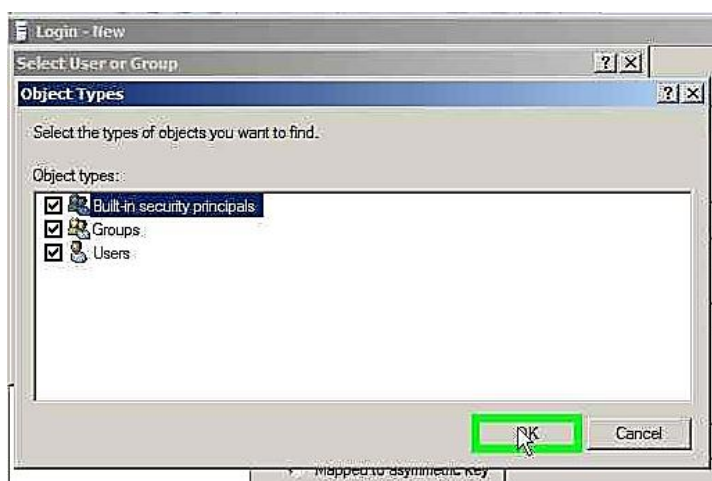 Login - New
Select User or Group
Object Types
Select the types of objects you want to find.
Object types:
Built-in security principals
Groups
Users
OK Cancel
Mapped to asymmetric key